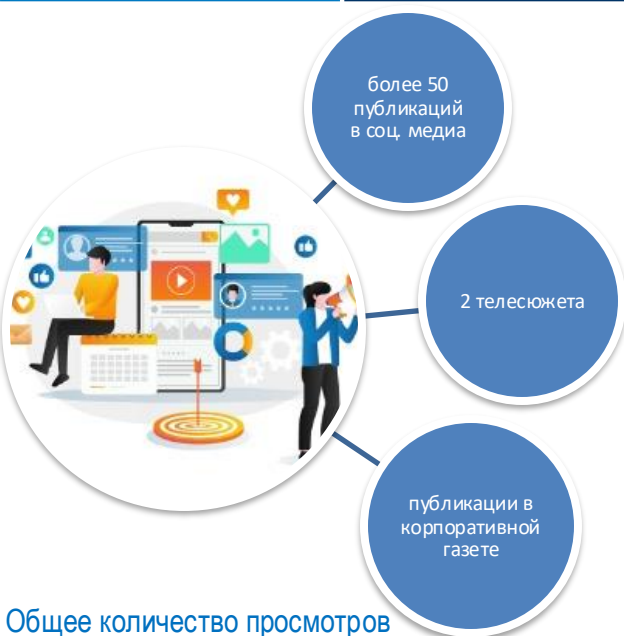 более 50
публикаций
в соц. медиа
2 телесюжета
публикации в
корпоративной
газете
Общее количество просмотров